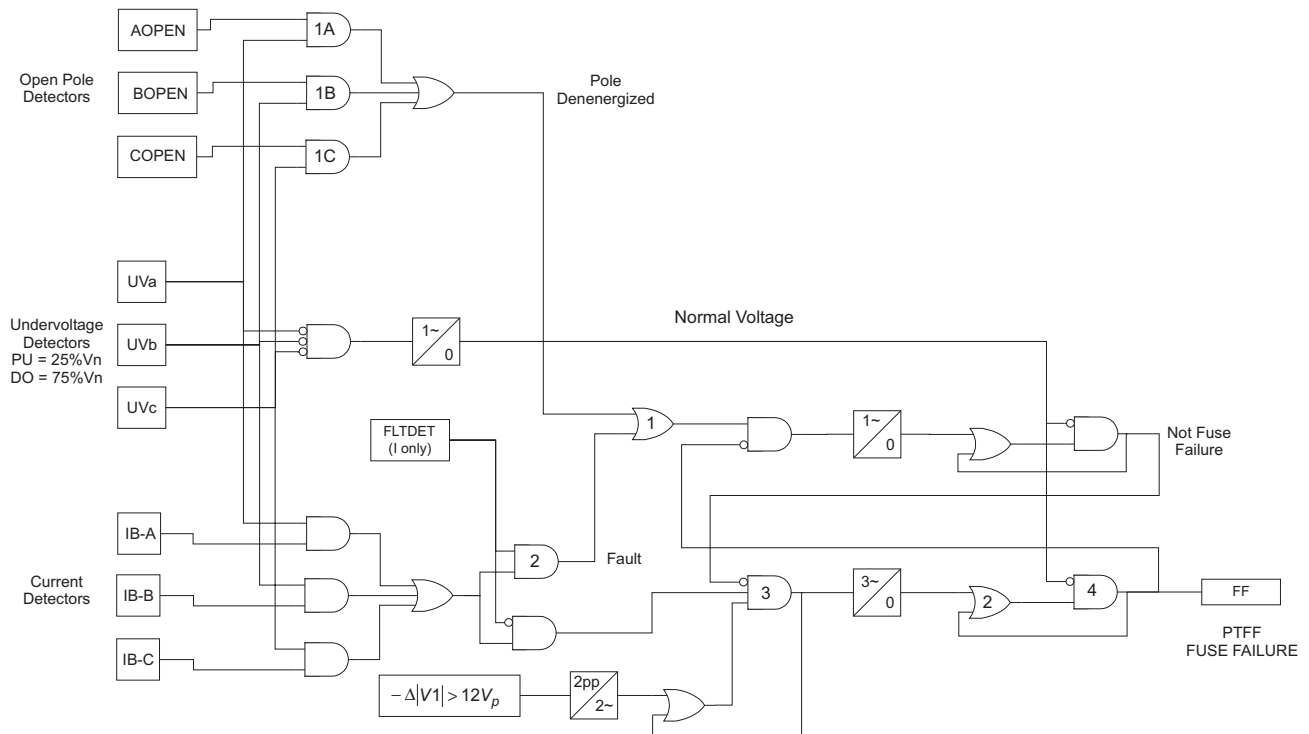 AOPEN
1A
Open Pole
Detectors
BOPEN
1B
Pole
Denenergized
COPEN
1C
UVa
Undervoltage
Detectors
PU = 25%Vn
DO = 75%Vn
UVb
1~
0
Normal Voltage
UVc
FLTDET
(I only)
1
1~
0
Not Fuse
Failure
IB-A
2
Fault
Current
Detectors
IB-B
3
3~
0
2
4
FF
IB-C
PTFF
FUSE FAILURE
− Δ|V1| > 12Vp
2pp
2~